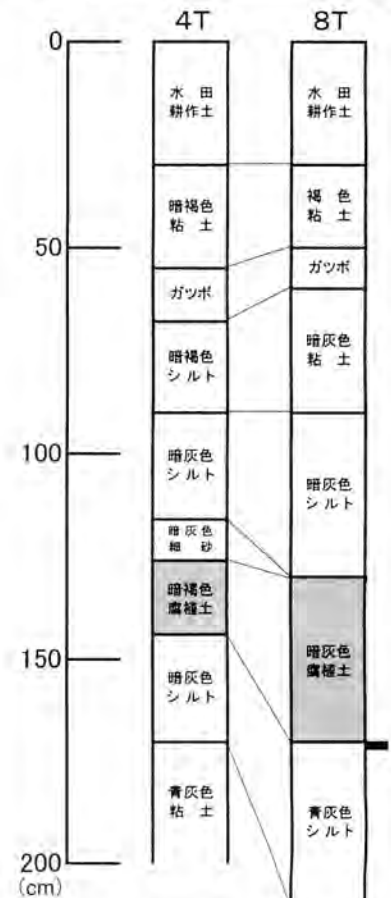 4T
8T
0
50
100
150
200
(cm)
水 田
耕作土
暗褐色
粘 土
ガツボ
暗褐色
シルト
暗灰色
シルト
暗灰色
細 砂
暗褐色
腐植土
暗灰色
シルト
青灰色
粘 土
水 田
耕作土
褐 色
粘 土
ガツボ
暗灰色
粘 土
暗灰色
シルト
暗灰色
腐植土
青灰色
シルト